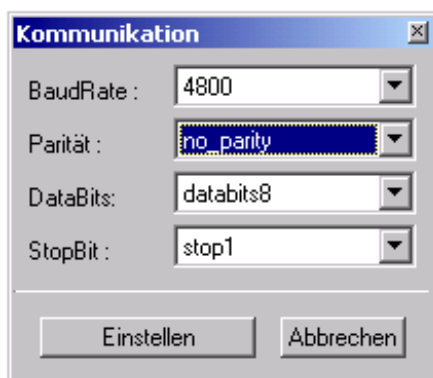 Kommunikation
BaudRate : 4800
Parität : no_parity
DataBits: databits8
StopBit : stop1
Einstellen Abbrechen